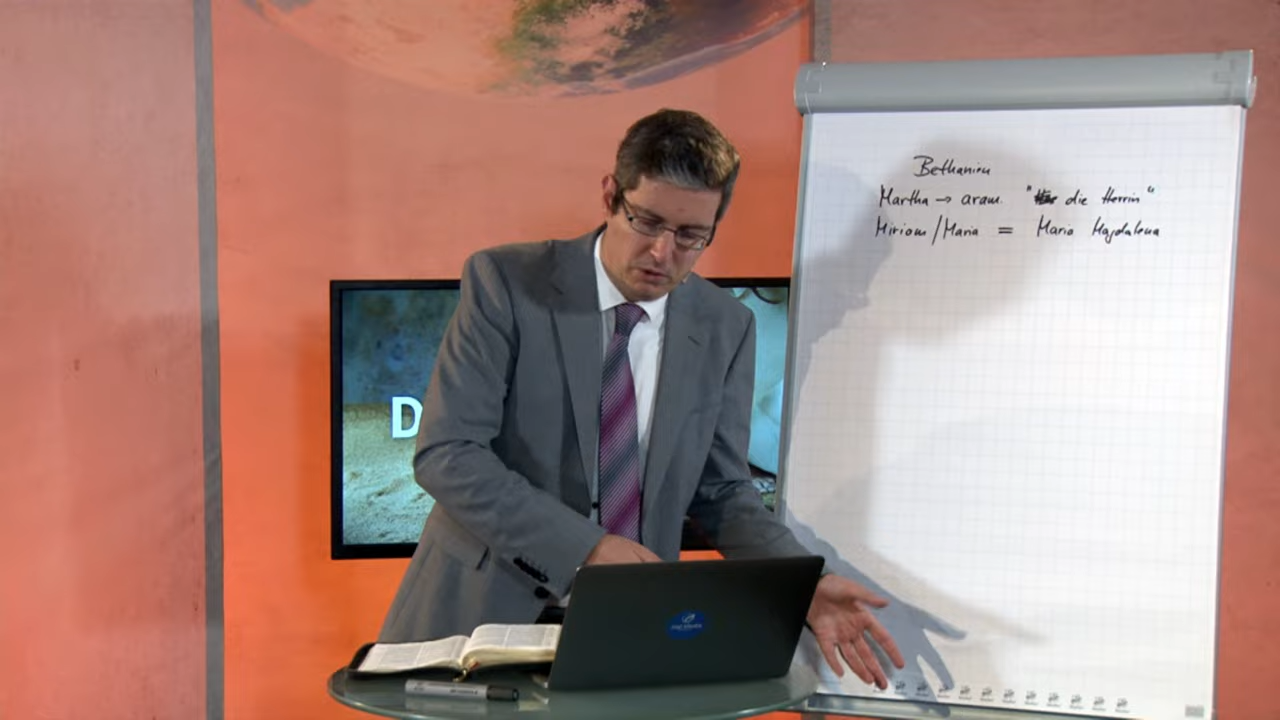 Bethanien
Martha → aram. "die Herrin"
Miriam/Maria = Maria Magdalena
D